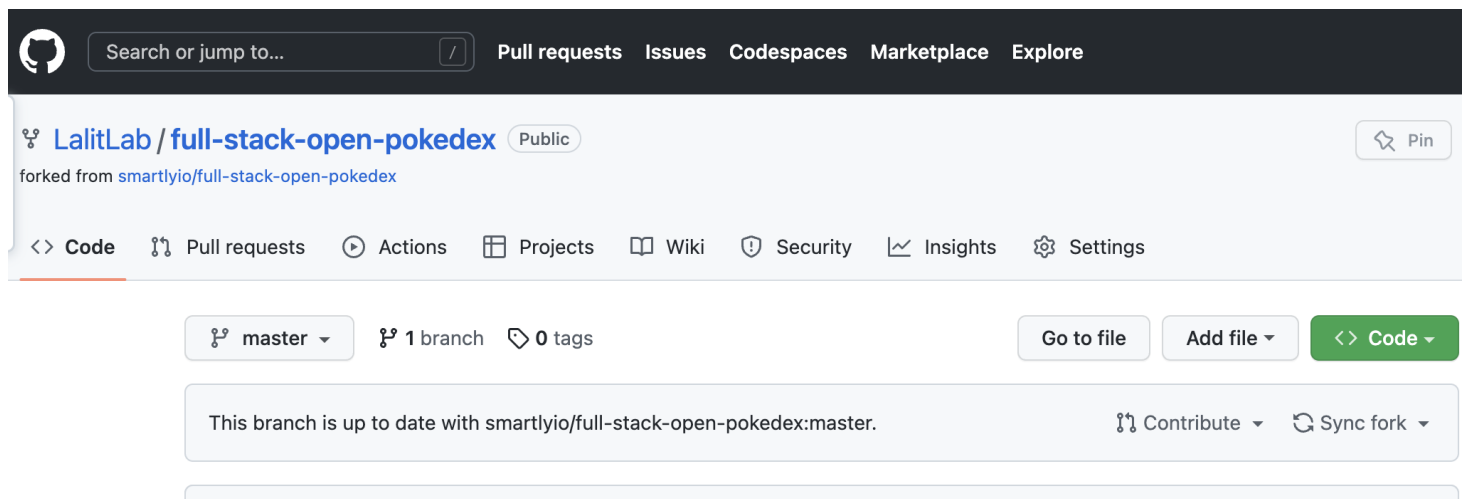 Search or jump to... / Pull requests Issues Codespaces Marketplace Explore
LalitLab / full-stack-open-pokedex Public Pin
forked from smartlyio/full-stack-open-pokedex
<> Code Pull requests Actions Projects Wiki Security Insights Settings
master 1 branch 0 tags Go to file Add file <> Code
This branch is up to date with smartlyio/full-stack-open-pokedex:master. Contribute Sync fork